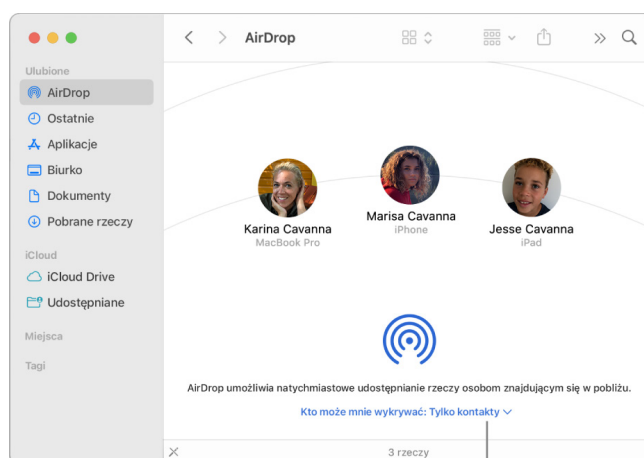 AirDrop
Ulubione
AirDrop
Ostatnie
Aplikacje
Biurko
Dokumenty
Pobrane rzeczy
iCloud
iCloud Drive
Udostępniane
Miejsca
Tagi
Karina Cavanna
MacBook Pro
Marisa Cavanna
iPhone
Jesse Cavanna
iPad
AirDrop umożliwia natychmiastowe udostępnianie rzeczy osobom znajdującym się w pobliżu.
Kto może mnie wykrywać: Tylko kontakty
3 rzeczy